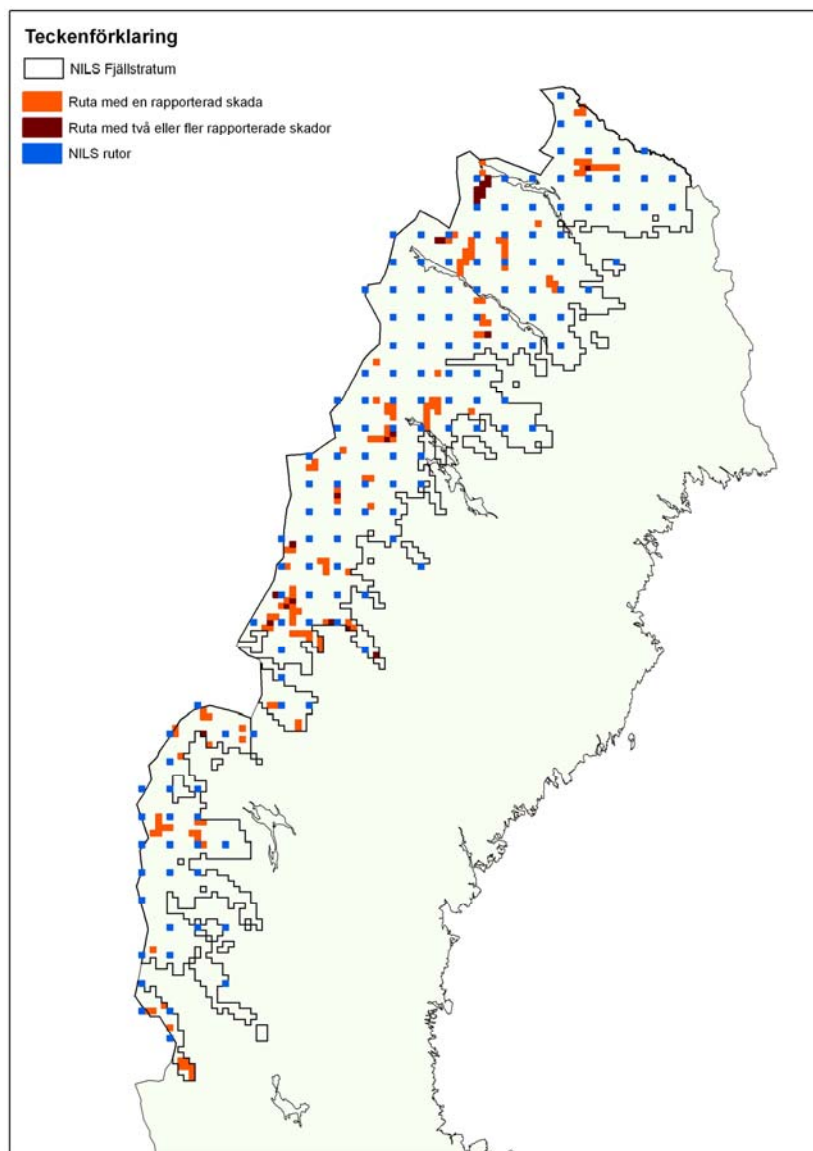 Teckenförklaring
NILS Fjällstratum
Ruta med en rapporterad skada
Ruta med två eller fler rapporterade skador
NILS rutor